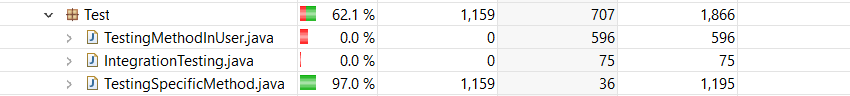 Test 62.1 % 1,159 707 1,866
TestingMethodInUser.java 0.0 % 0 596 596
IntegrationTesting.java 0.0 % 0 75 75
TestingSpecificMethod.java 97.0 % 1,159 36 1,195